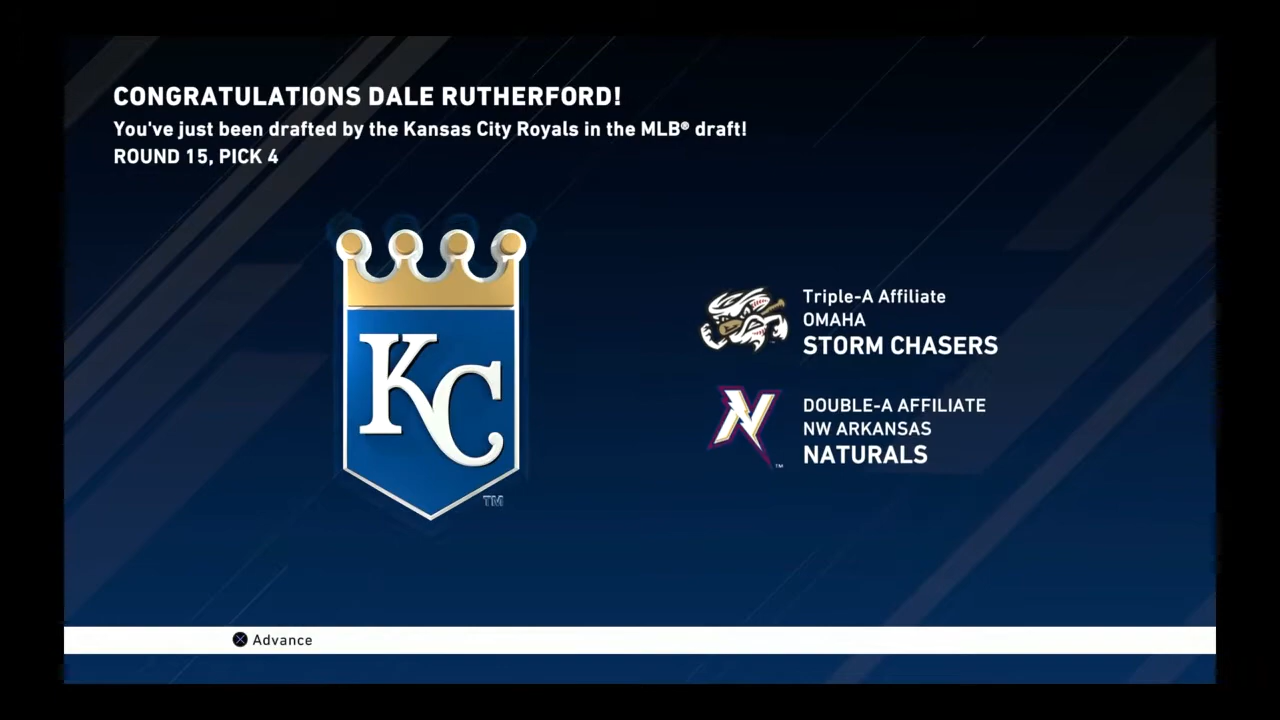 CONGRATULATIONS DALE RUTHERFORD!
You've just been drafted by the Kansas City Royals in the MLB® draft!
ROUND 15, PICK 4
KC
TM
Triple-A Affiliate
OMAHA
STORM CHASERS
N
TM
DOUBLE-A AFFILIATE
NW ARKANSAS
NATURALS
Advance